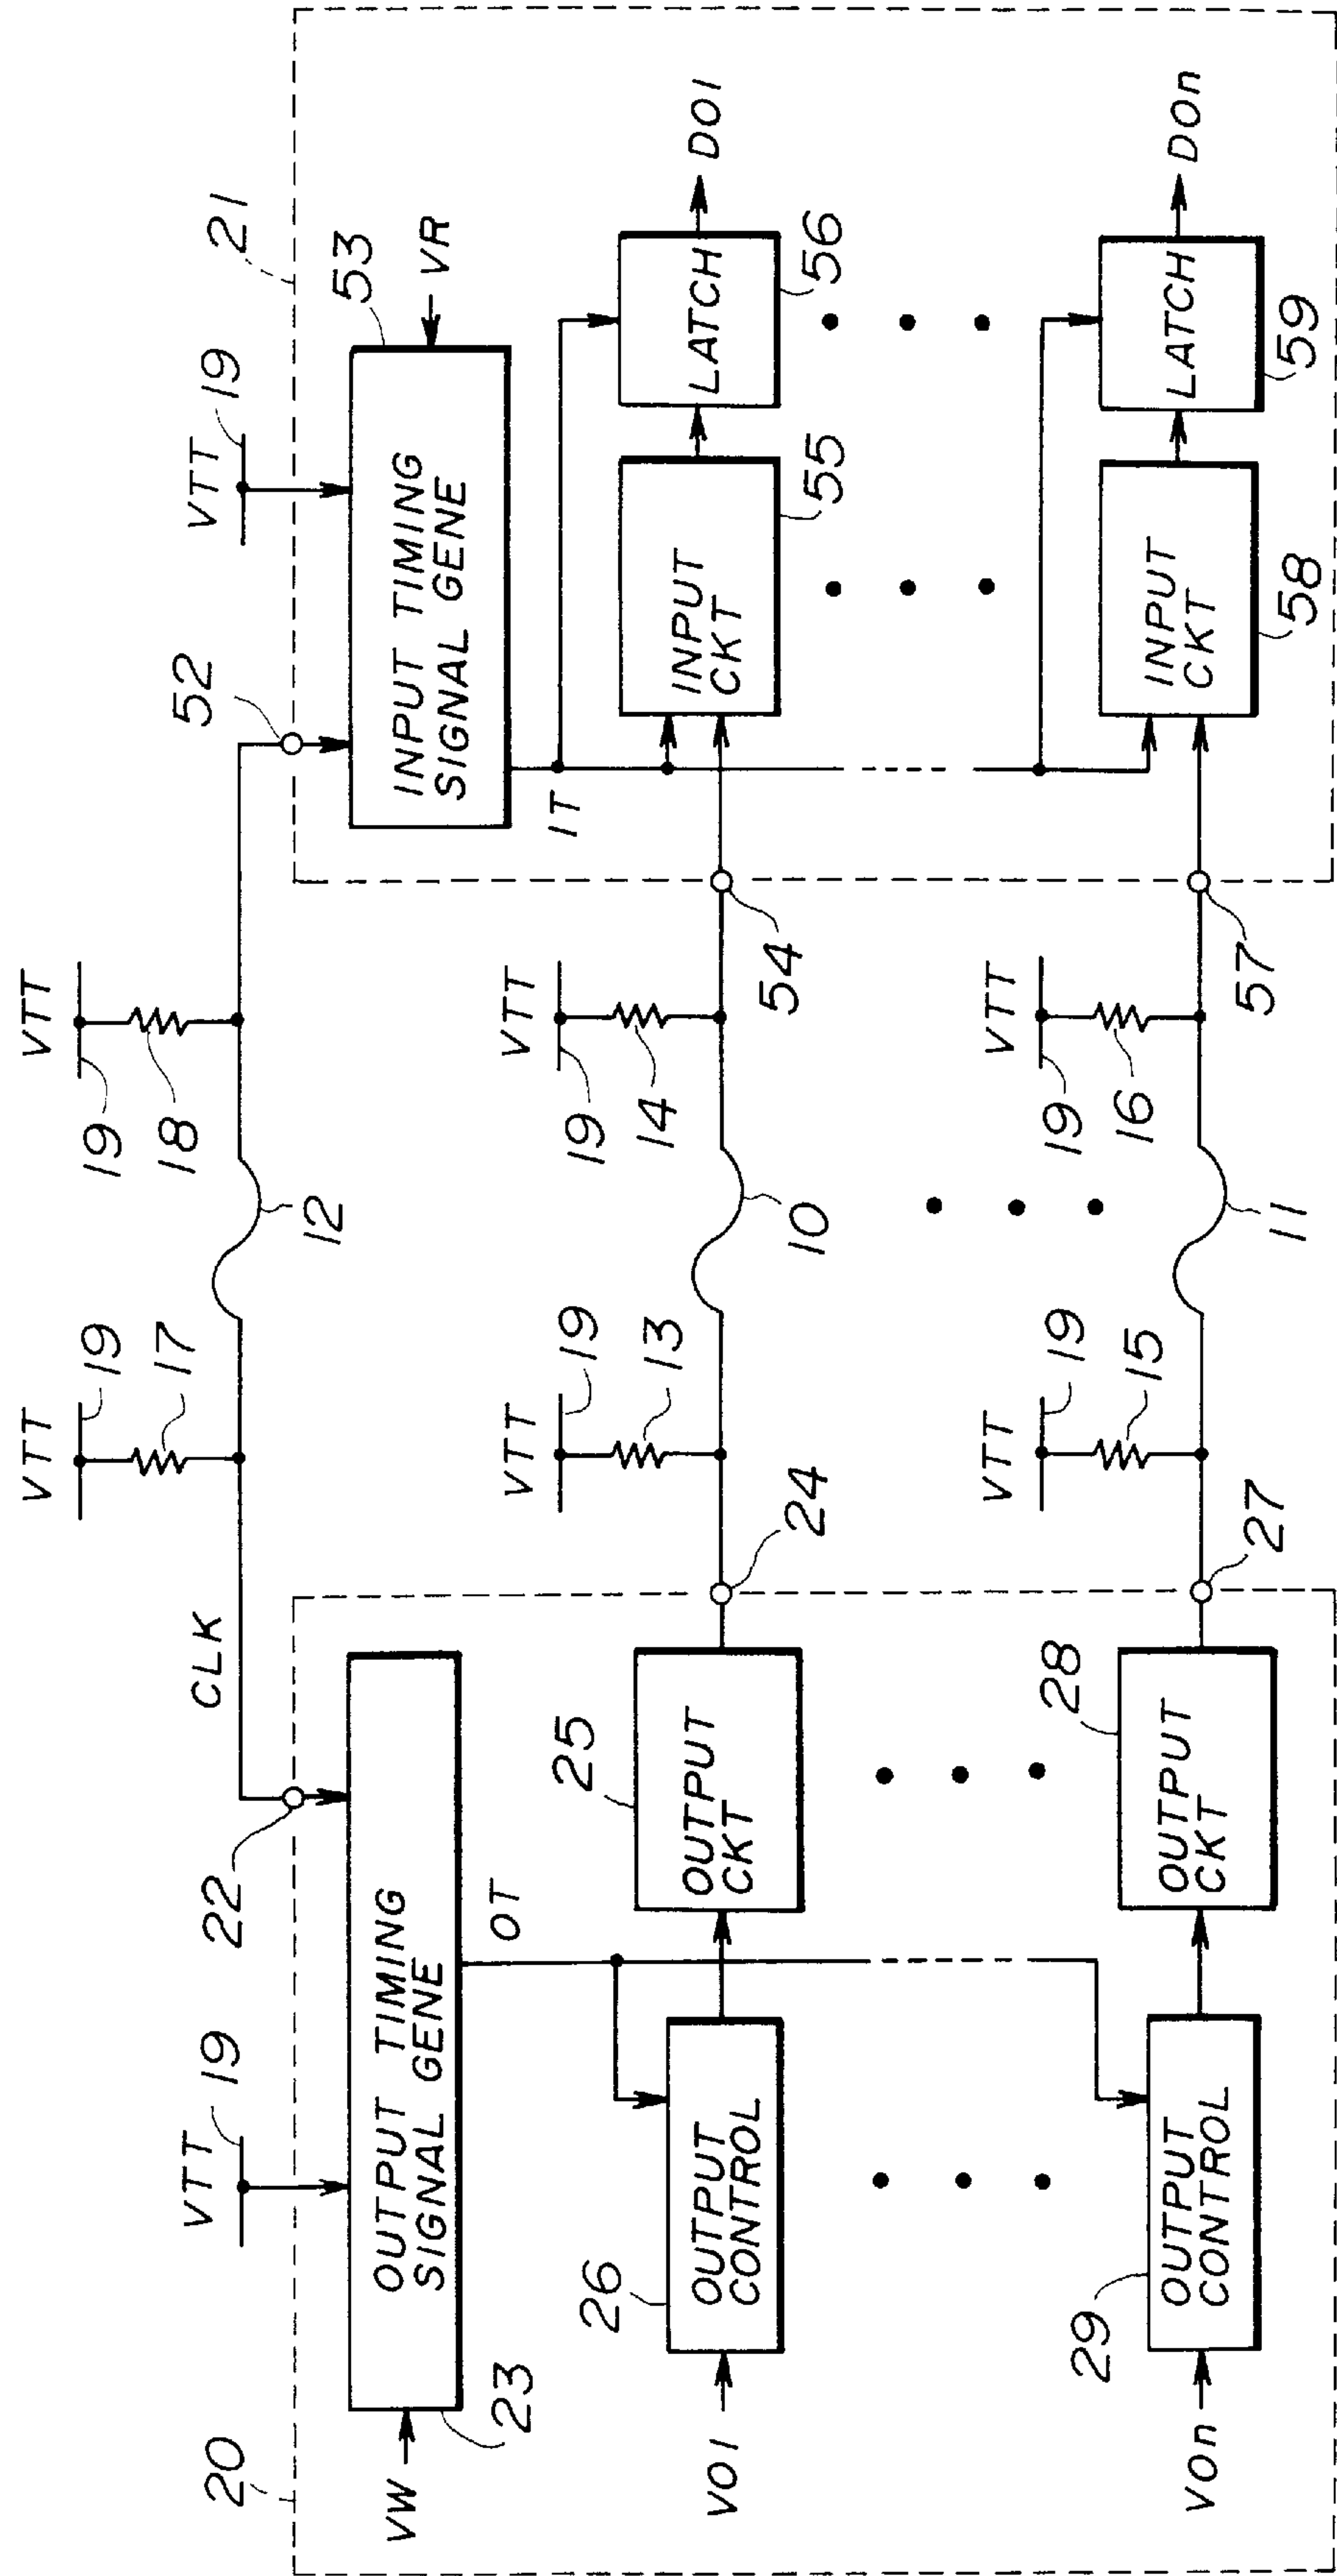 VTT
19
17
VTT
19
18
CLK
12
20
VTT
19
22
52
VTT
19
21
VW
23
OUTPUT TIMING
SIGNAL GENE
INPUT TIMING
SIGNAL GENE
53
VR
OT
IT
VTT
19
13
VTT
19
14
26
OUTPUT
CONTROL
VO1
25
OUTPUT
CKT
24
10
54
INPUT
CKT
55
LATCH
56
DO1
VTT
19
15
VTT
19
16
29
OUTPUT
CONTROL
VOn
28
OUTPUT
CKT
27
11
57
INPUT
CKT
58
LATCH
59
DOn